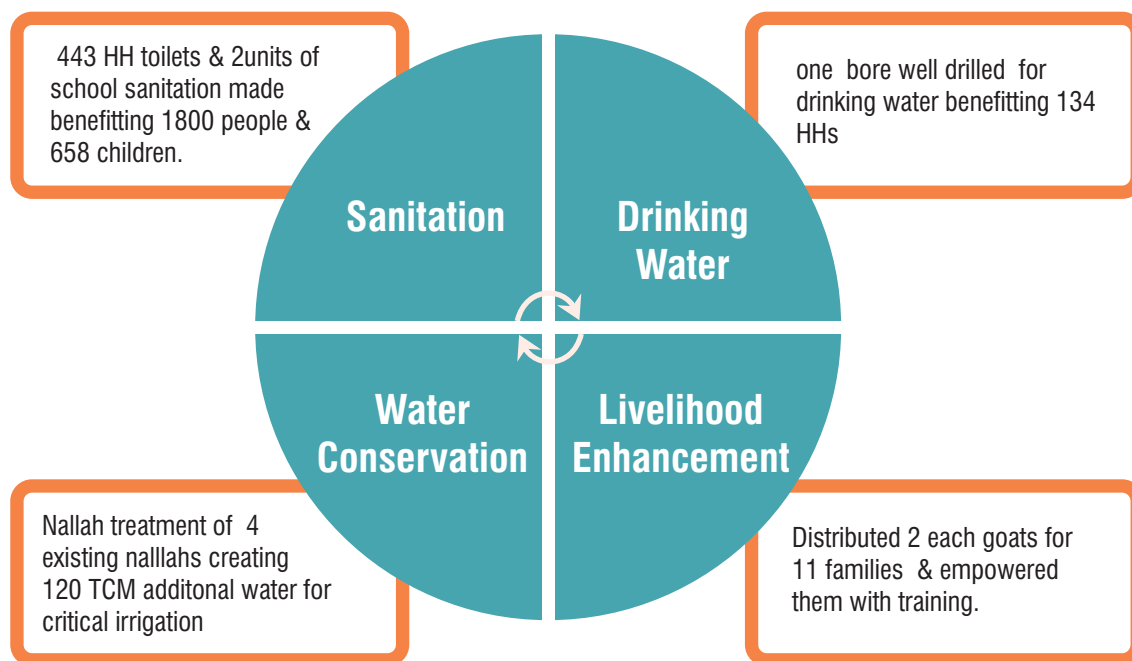 443 HH toilets & 2units of
school sanitation made
benefitting 1800 people &
658 children.
one bore well drilled for
drinking water benefitting 134
HHs
Sanitation
Drinking
Water
Water
Conservation
Livelihood
Enhancement
Nallah treatment of 4
existing nalllahs creating
120 TCM additonal water for
critical irrigation
Distributed 2 each goats for
11 families & empowered
them with training.